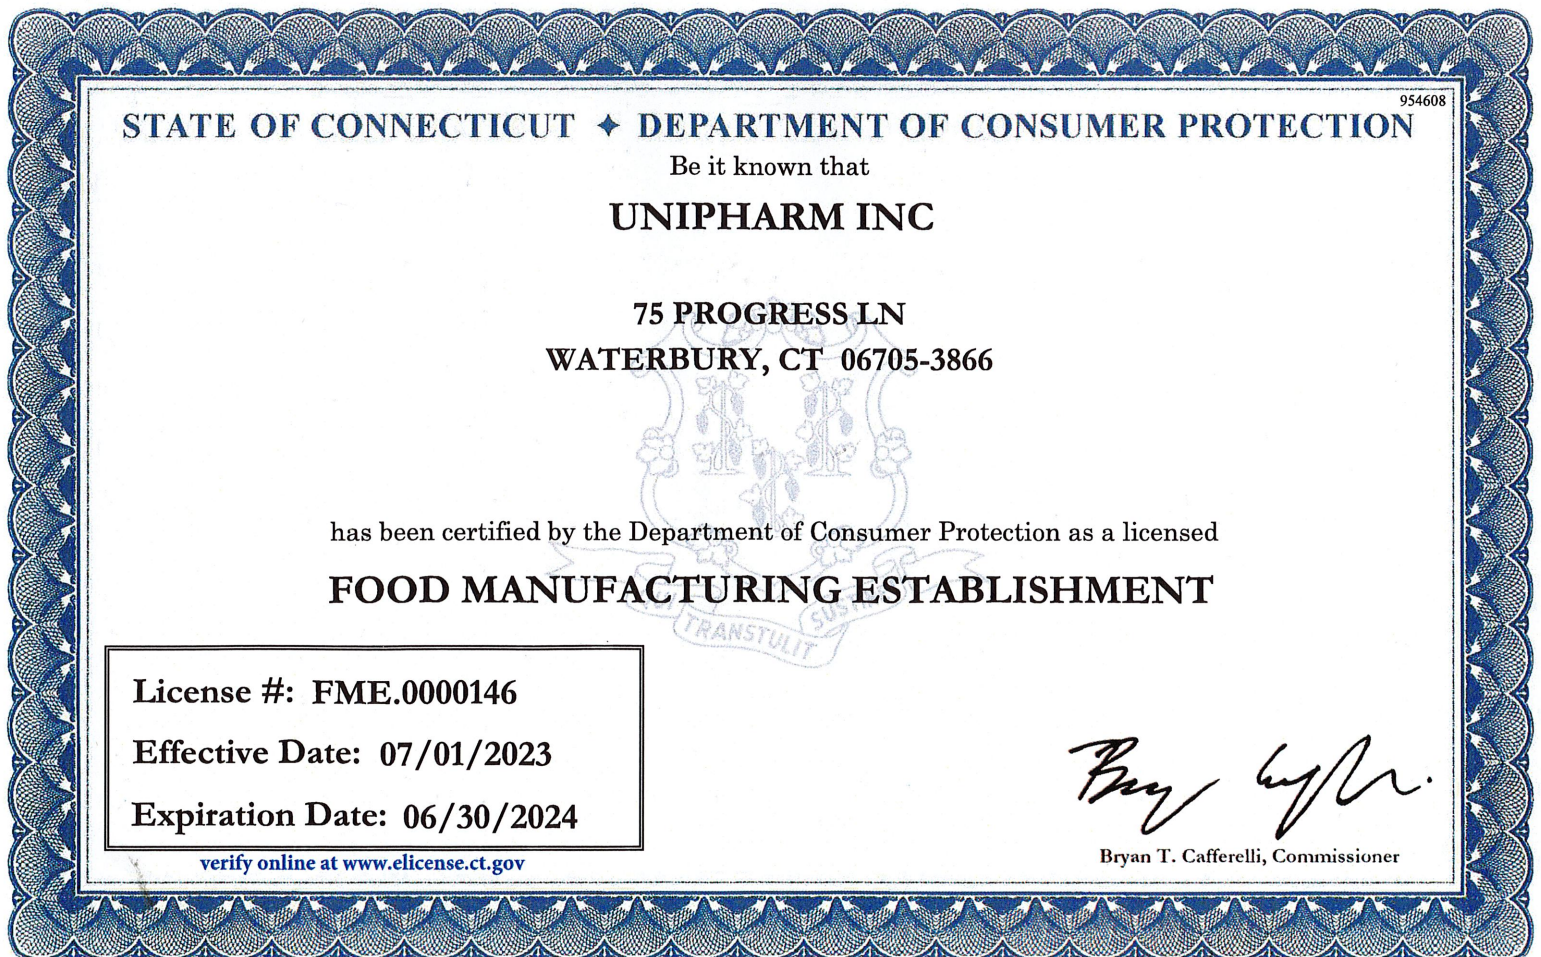 954608
STATE OF CONNECTICUT ✦ DEPARTMENT OF CONSUMER PROTECTION
Be it known that
UNIPHARM INC
75 PROGRESS LN
WATERBURY, CT 06705-3866
has been certified by the Department of Consumer Protection as a licensed
FOOD MANUFACTURING ESTABLISHMENT
TRANSTULIT
License #: FME.0000146
Effective Date: 07/01/2023
Expiration Date: 06/30/2024
verify online at www.elicense.ct.gov
Bryan T. Cafferelli, Commissioner